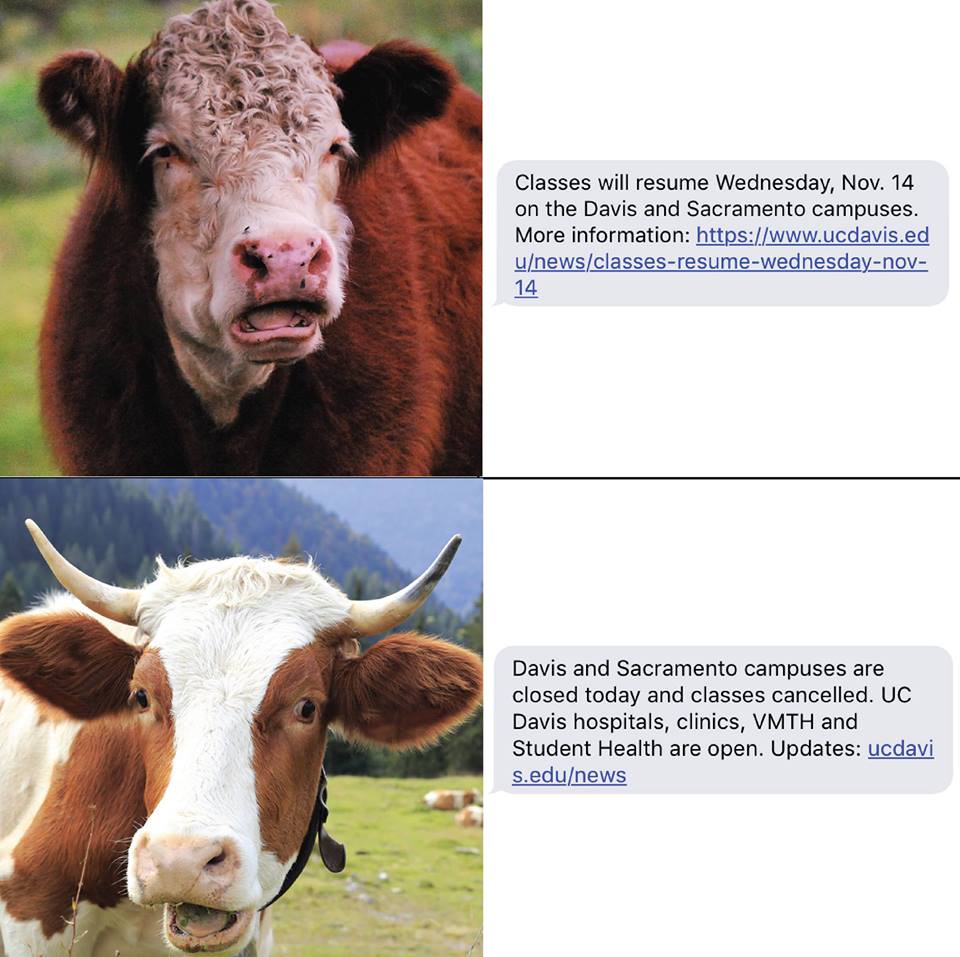 Classes will resume Wednesday, Nov. 14
on the Davis and Sacramento campuses.
More information: https://www.ucdavis.ed
u/news/classes-resume-wednesday-nov-
14
Davis and Sacramento campuses are
closed today and classes cancelled. UC
Davis hospitals, clinics, VMTH and
Student Health are open. Updates: ucdavi
s.edu/news